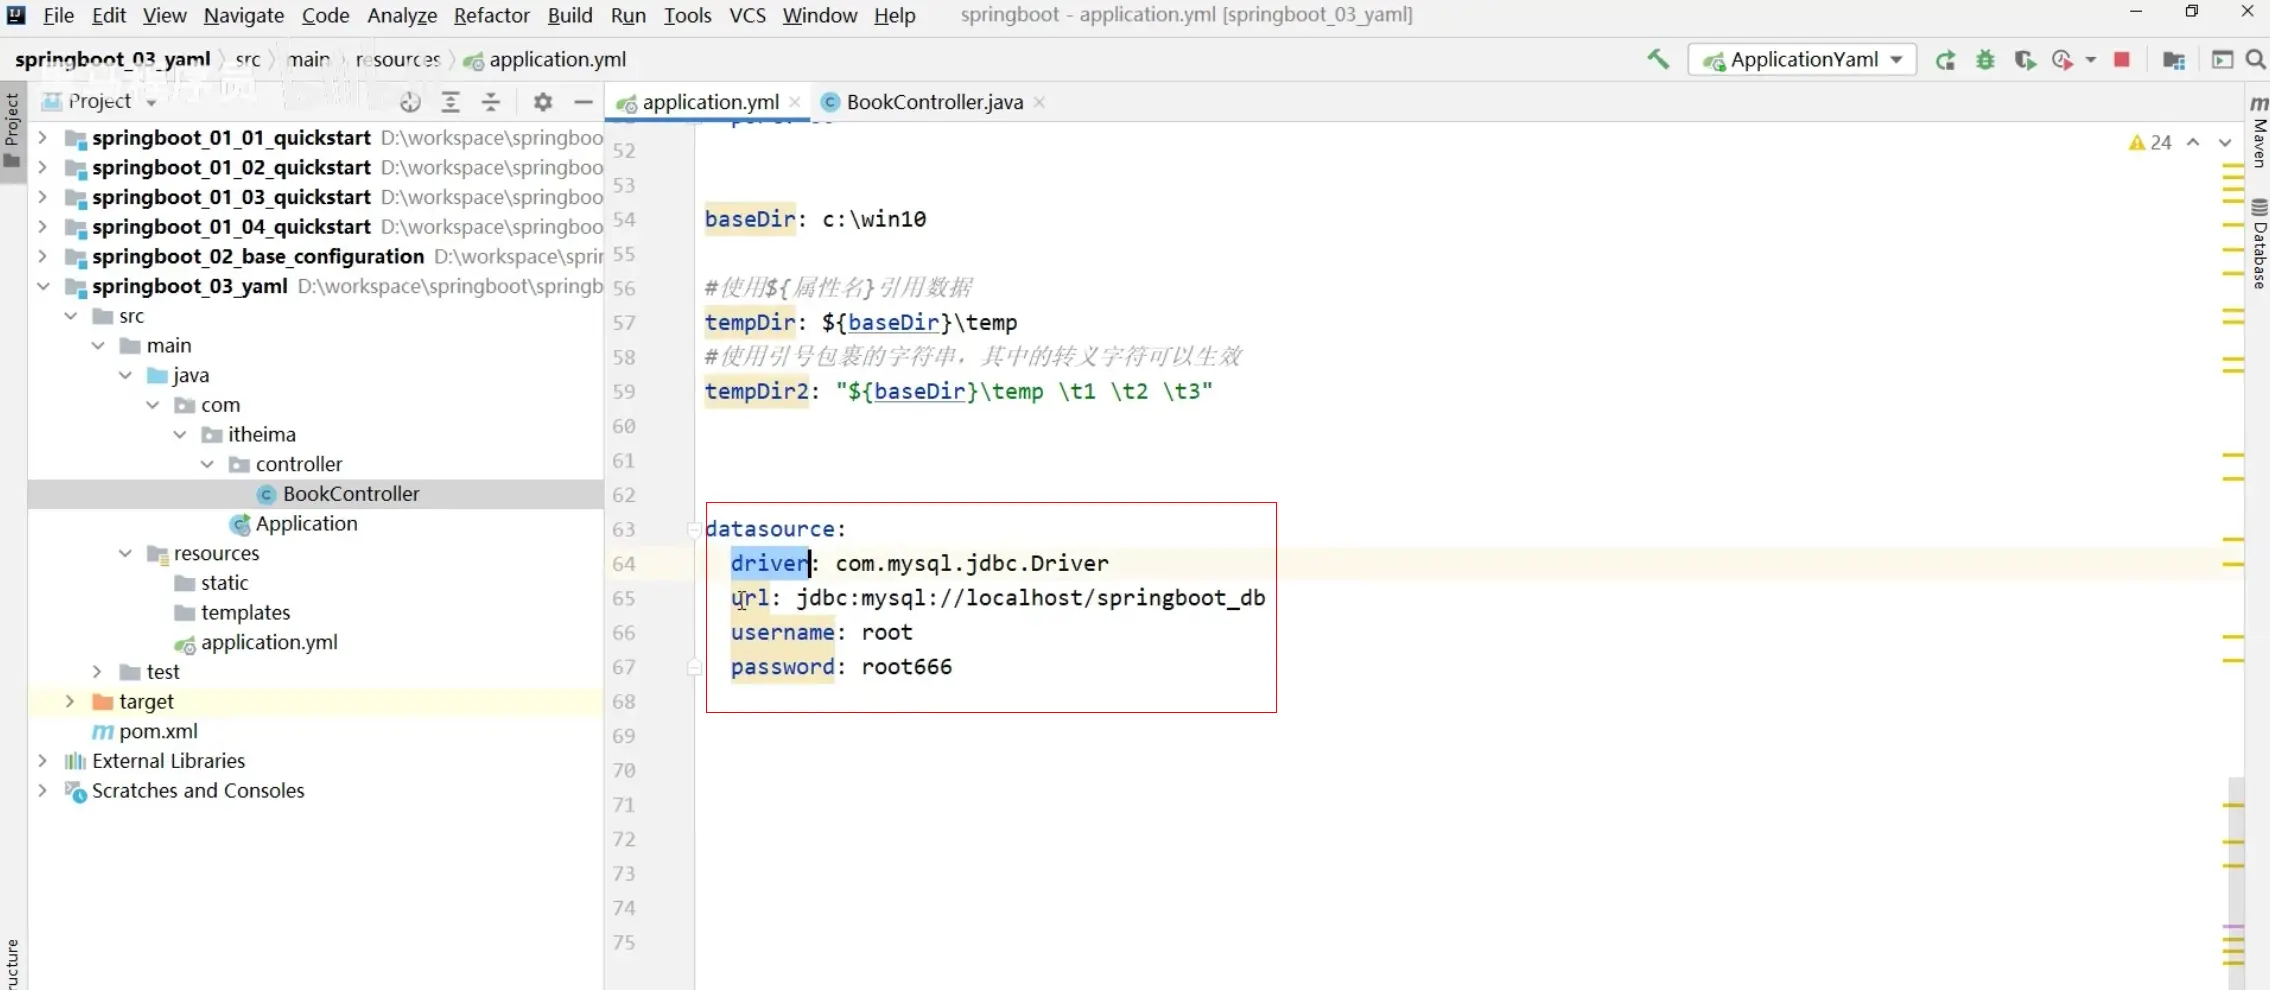 File Edit View Navigate Code Analyze Refactor Build Run Tools VCS Window Help springboot - application.yml [springboot_03_yaml]
springboot_03_yaml src main resources application.yml ApplicationYaml
Project
application.yml BookController.java
Project
springboot_01_01_quickstart D:\workspace\springboo
springboot_01_02_quickstart D:\workspace\springboo
springboot_01_03_quickstart D:\workspace\springboo
springboot_01_04_quickstart D:\workspace\springboo
springboot_02_base_configuration D:\workspace\sprin
springboot_03_yaml D:\workspace\springboot\springb
src
main
java
com
itheima
controller
BookController
Application
resources
static
templates
application.yml
test
target
pom.xml
External Libraries
Scratches and Consoles
ructure
52
53
54 baseDir: c:\win10
55
56 #使用${属性名}引用数据
57 tempDir: ${baseDir}\temp
58 #使用引号包裹的字符串，其中的转义字符可以生效
59 tempDir2: "${baseDir}\temp \t1 \t2 \t3"
60
61
62
63 datasource:
64 driver: com.mysql.jdbc.Driver
65 url: jdbc:mysql://localhost/springboot_db
66 username: root
67 password: root666
68
69
70
71
72
73
74
75
24
Maven
Database